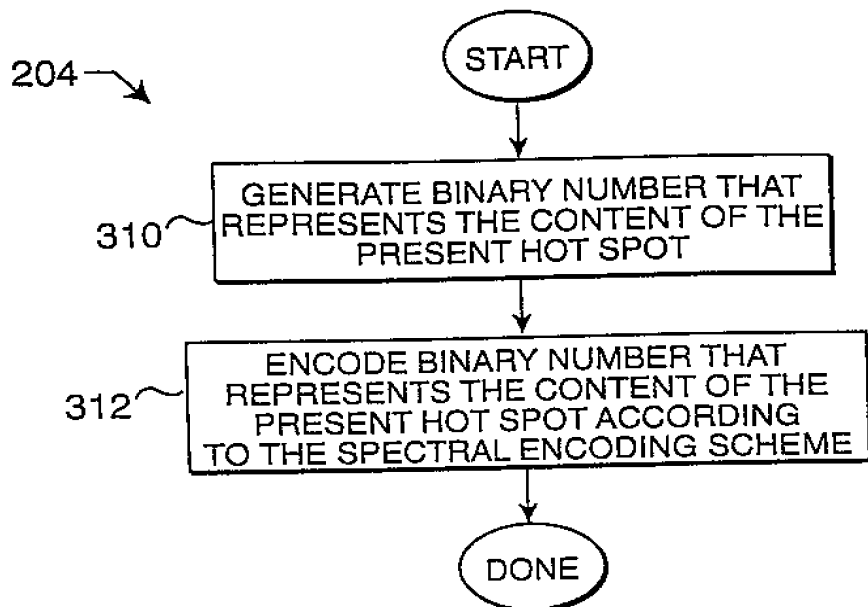 204
START
310
GENERATE BINARY NUMBER THAT
REPRESENTS THE CONTENT OF THE
PRESENT HOT SPOT.
312
ENCODE BINARY NUMBER THAT
REPRESENTS THE CONTENT OF THE
PRESENT HOT SPOT ACCORDING
TO THE SPECTRAL ENCODING SCHEME
DONE